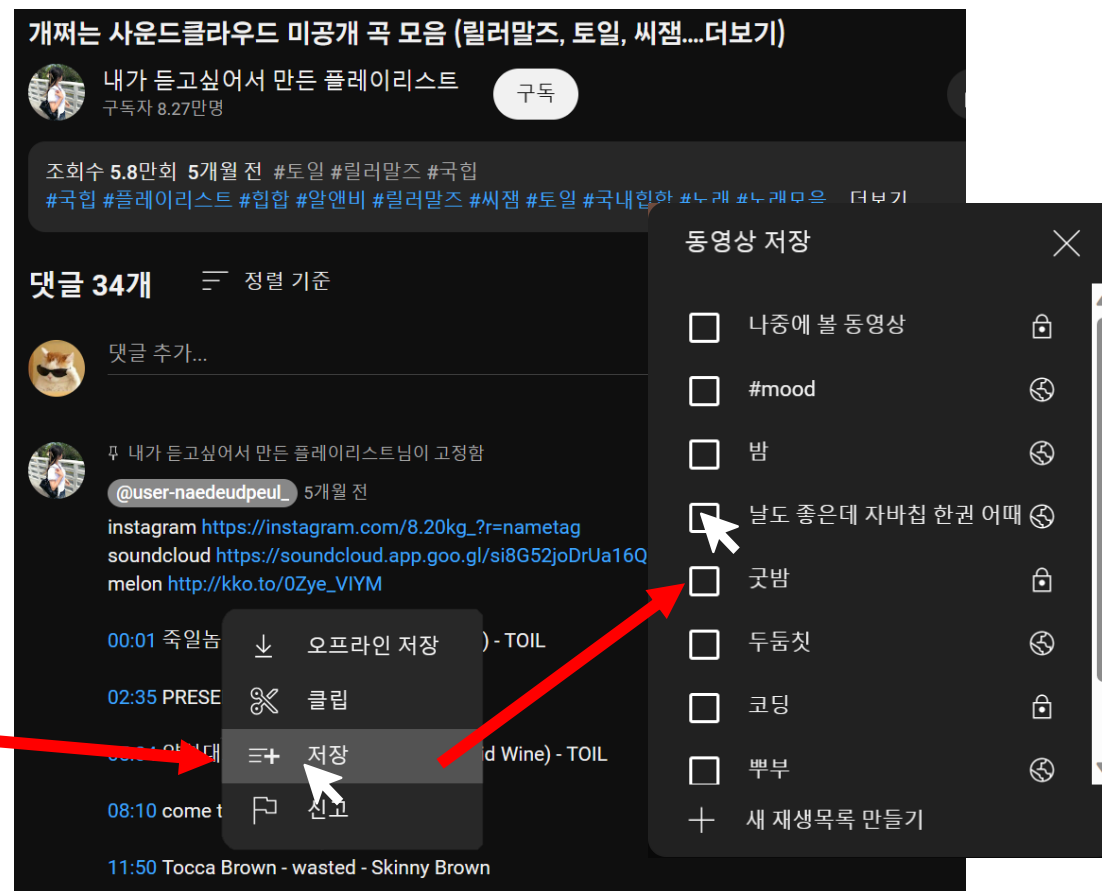 개쩌는 사운드클라우드 미공개 곡 모음 (릴러말즈, 토일, 씨잼....더보기)
내가 듣고싶어서 만든 플레이리스트
구독자 8.27만명
구독
조회수 5.8만회 5개월 전 #토일 #릴러말즈 #국힙
#국힙 #플레이리스트 #힙합 #알앤비 #릴러말즈 #씨잼 #토일 #국내힙합 #노래 #노래모음 더보기
댓글 34개
정렬 기준
댓글 추가...
내가 듣고싶어서 만든 플레이리스트님이 고정함
@user-naedeudpeul_ 5개월 전
instagram https://instagram.com/8.20kg_?r=nametag
soundcloud https://soundcloud.app.goo.gl/si8G52joDrUa16Q
melon http://kko.to/0Zye_VIYM
00:01 죽일놈 ) - TOIL
02:35 PRESE
id Wine) - TOIL
08:10 come t
11:50 Tocca Brown - wasted - Skinny Brown
오프라인 저장
클립
저장
신고
동영상 저장
나중에 볼 동영상
#mood
밤
날도 좋은데 자바칩 한권 어때
굿밤
두둠칫
코딩
뿌부
새 재생목록 만들기